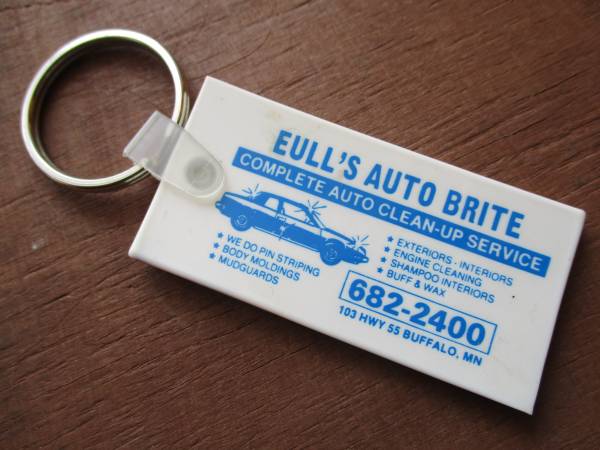 EULL'S AUTO BRITE
COMPLETE AUTO CLEAN-UP SERVICE
★ WE DO PIN STRIPING
★ BODY MOLDINGS
★ MUDGUARDS
★ EXTERIORS - INTERIORS
★ ENGINE CLEANING
★ SHAMPOO INTERIORS
★ BUFF & WAX
682-2400
103 HWY 55 BUFFALO, MN